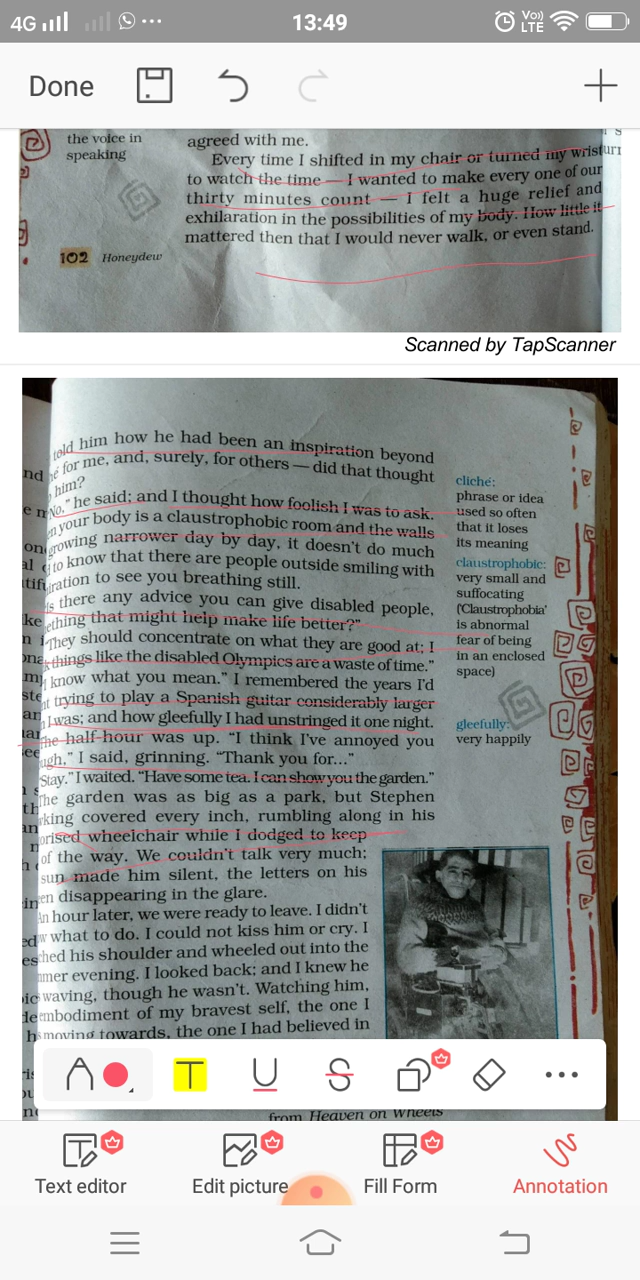 4G
13:49
Vo)
LTE
Done
the voice in
speaking
agreed with me.
Every time I shifted in my chair or turned my wrist
to watch the time — I wanted to make every one of our
thirty minutes count — I felt a huge relief and
exhilaration in the possibilities of my body. How little it
mattered then that I would never walk, or even stand.
102 Honeydew
Scanned by TapScanner
told him how he had been an inspiration beyond
for me, and, surely, for others — did that thought
him?
No," he said; and I thought how foolish I was to ask.
your body is a claustrophobic room and the walls
growing narrower day by day, it doesn't do much
to know that there are people outside smiling with
to see you breathing still.
there any advice you can give disabled people,
that might help make life better?"
They should concentrate on what they are good at; I
things like the disabled Olympics are a waste of time."
know what you mean." I remembered the years I'd
trying to play a Spanish guitar considerably larger
I was; and how gleefully I had unstringed it one night.
The half-hour was up. "I think I've annoyed you
I said, grinning. "Thank you for..."
Stay." I waited. "Have some tea. I can show you the garden."
The garden was as big as a park, but Stephen
covered every inch, rumbling along in his
wheelchair while I dodged to keep
of the way. We couldn't talk very much;
sun made him silent, the letters on his
disappearing in the glare.
An hour later, we were ready to leave. I didn't
what to do. I could not kiss him or cry. I
his shoulder and wheeled out into the
evening. I looked back; and I knew he
waving, though he wasn't. Watching him,
embodiment of my bravest self, the one I
moving towards, the one I had believed in
cliché:
phrase or idea
used so often
that it loses
its meaning
claustrophobic:
very small and
suffocating
('Claustrophobia'
is abnormal
fear of being
in an enclosed
space)
gleefully:
very happily
from Heaven on Wheels
T
U
S
Text editor
Edit picture
Fill Form
Annotation